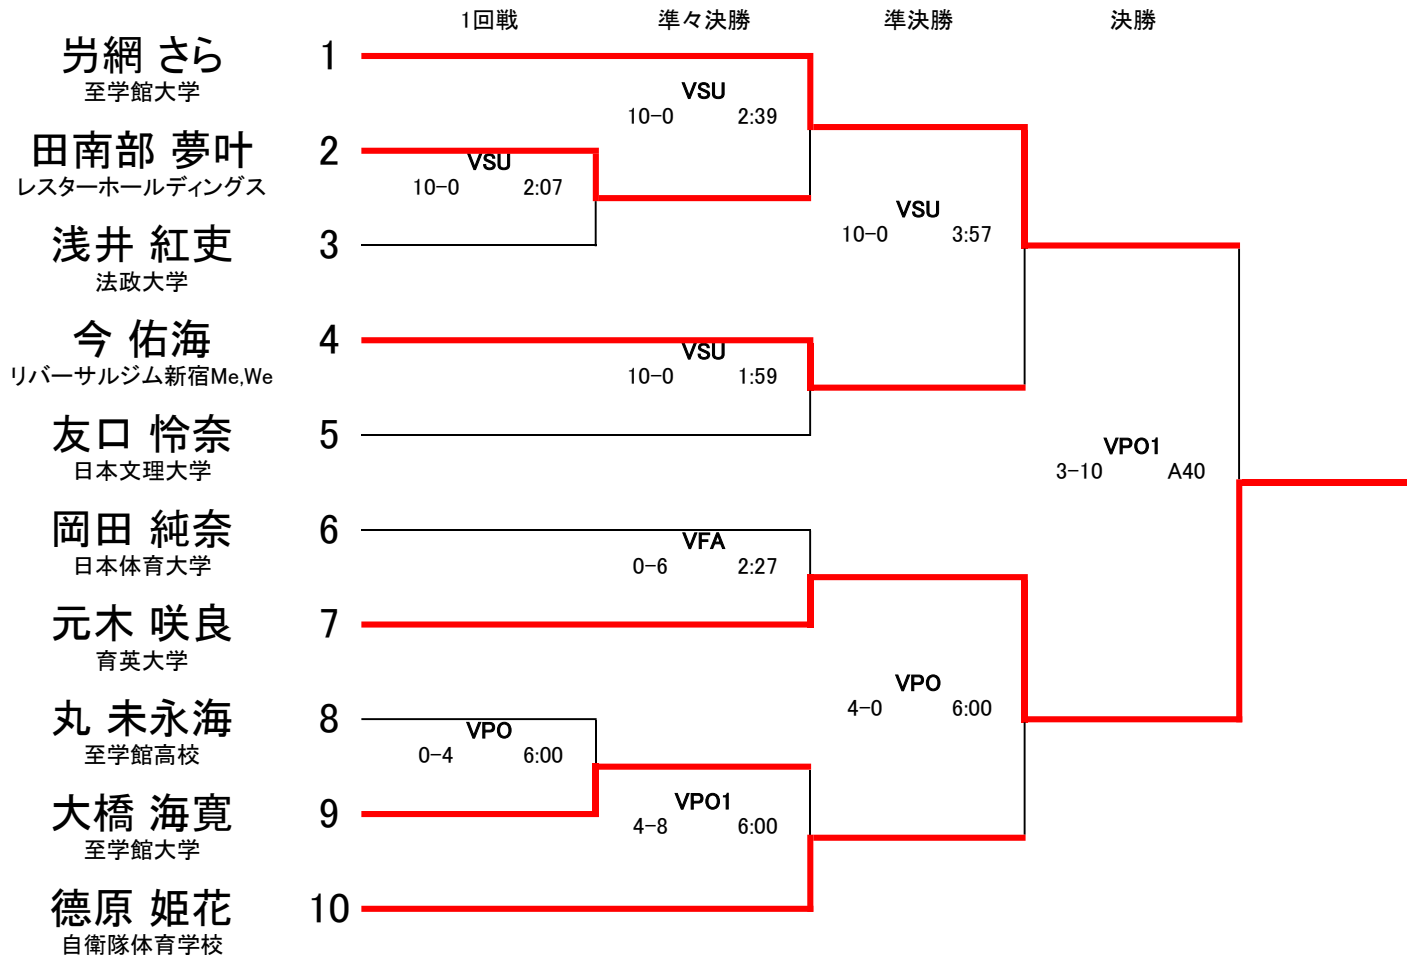 1回戦 準々決勝 準決勝 決勝
屶網 さら 1
至学館大学
VSU
10-0 2:39
田南部 夢叶 2
レスターホールディングス
VSU
10-0 2:07
VSU
10-0 3:57
浅井 紅吏 3
法政大学
今 佑海 4
リバーサルジム新宿Me,We
VSU
10-0 1:59
友口 怜奈 5
日本文理大学
VPO1
3-10 A40
岡田 純奈 6
日本体育大学
VFA
0-6 2:27
元木 咲良 7
育英大学
VPO
4-0 6:00
丸 未永海 8
至学館高校
VPO
0-4 6:00
大橋 海寛 9
至学館大学
VPO1
4-8 6:00
德原 姫花 10
自衛隊体育学校